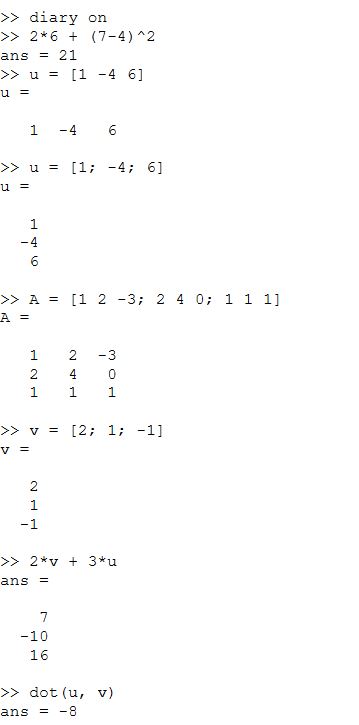 >> diary on
>> 2*6 + (7-4)^2
ans = 21
>> u = [1 -4 6]
u =
1 -4 6
>> u = [1; -4; 6]
u =
1
-4
6
>> A = [1 2 -3; 2 4 0; 1 1 1]
A =
1 2 -3
2 4 0
1 1 1
>> v = [2; 1; -1]
v =
2
1
-1
>> 2*v + 3*u
ans =
7
-10
16
>> dot(u, v)
ans = -8